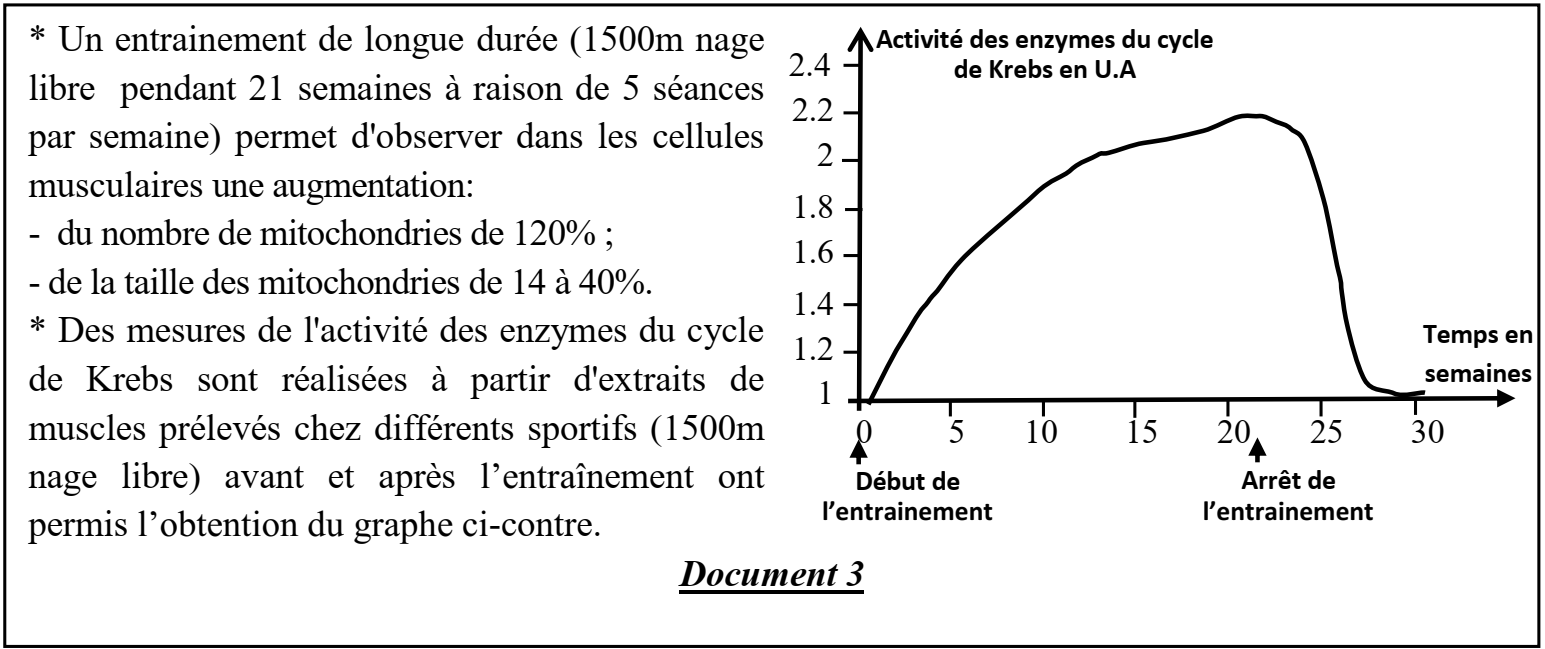 * Un entrainement de longue durée (1500m nage
libre pendant 21 semaines à raison de 5 séances
par semaine) permet d'observer dans les cellules
musculaires une augmentation:
- du nombre de mitochondries de 120% ;
- de la taille des mitochondries de 14 à 40%.
* Des mesures de l'activité des enzymes du cycle
de Krebs sont réalisées à partir d'extraits de
muscles prélevés chez différents sportifs (1500m
nage libre) avant et après l’entraînement ont
permis l’obtention du graphe ci-contre.
Activité des enzymes du cycle
de Krebs en U.A
2.4
2.2
2
1.8
1.6
1.4
1.2
1
Temps en
semaines
0 5 10 15 20 25 30
Début de
l’entrainement
Arrêt de
l’entrainement
Document 3